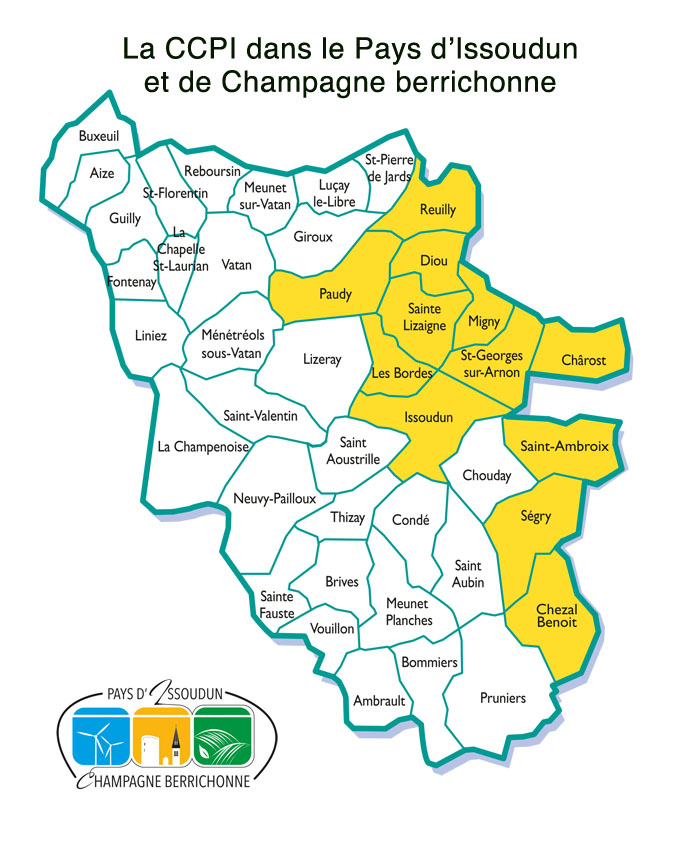 La CCPI dans le Pays d'Issoudun
et de Champagne berrichonne
Buxeuil
Aize
Reboursin
St-Pierre
de Jards
St-Florentin
Meunet
sur-Vatan
Luçay
le-Libre
Reuilly
Guilly
La
Chapelle
St-Laurian
Giroux
Vatan
Diou
Fontenay
Paudy
Sainte
Lizaigne
Migny
Liniez
Ménétréols
sous-Vatan
Lizeray
Les Bordes
St-Georges
sur-Arnon
Chârost
Saint-Valentin
Issoudun
La Champenoise
Saint
Aoustrille
Saint-Ambroix
Chouday
Neuvy-Pailloux
Thizay
Condé
Ségry
Saint
Aubin
Brives
Sainte
Fauste
Meunet
Planches
Chezal
Benoit
Vouillon
Bommiers
Ambrault
Pruniers
PAYS D'ISSOUDUN
CHAMPAGNE BERRICHONNE